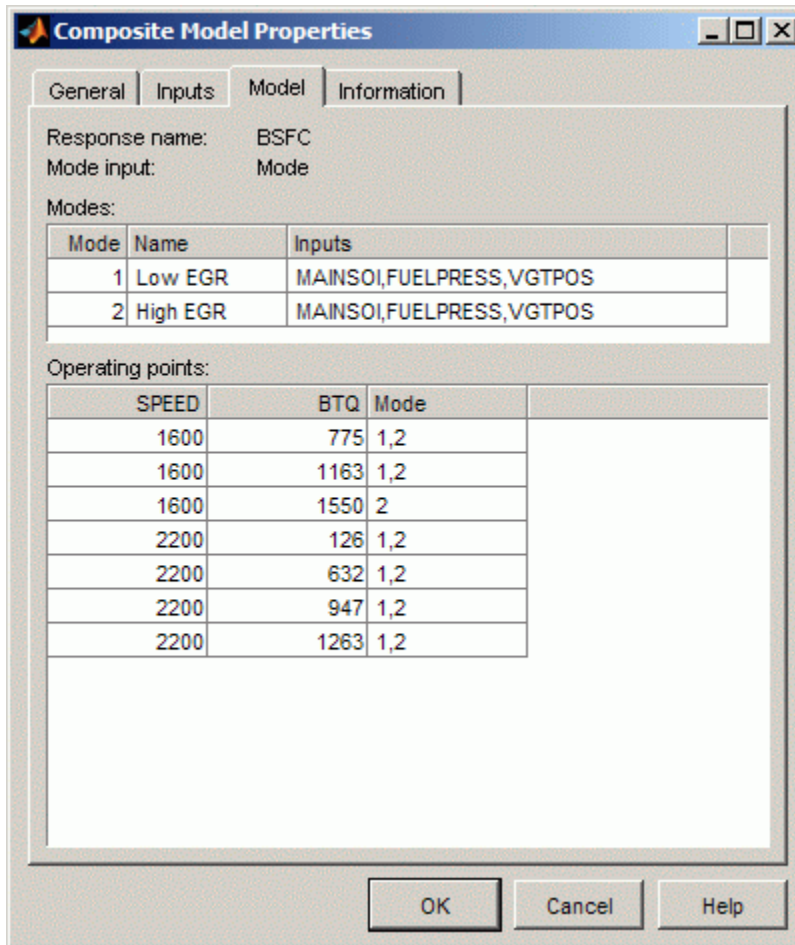 Composite Model Properties
General Inputs Model Information
Response name: BSFC
Mode input: Mode
Modes:
Mode Name Inputs
1 Low EGR MAINSOI,FUELPRESS,VGTPOS
2 High EGR MAINSOI,FUELPRESS,VGTPOS
Operating points:
SPEED BTQ Mode
1600 775 1,2
1600 1163 1,2
1600 1550 2
2200 126 1,2
2200 632 1,2
2200 947 1,2
2200 1263 1,2
OK Cancel Help